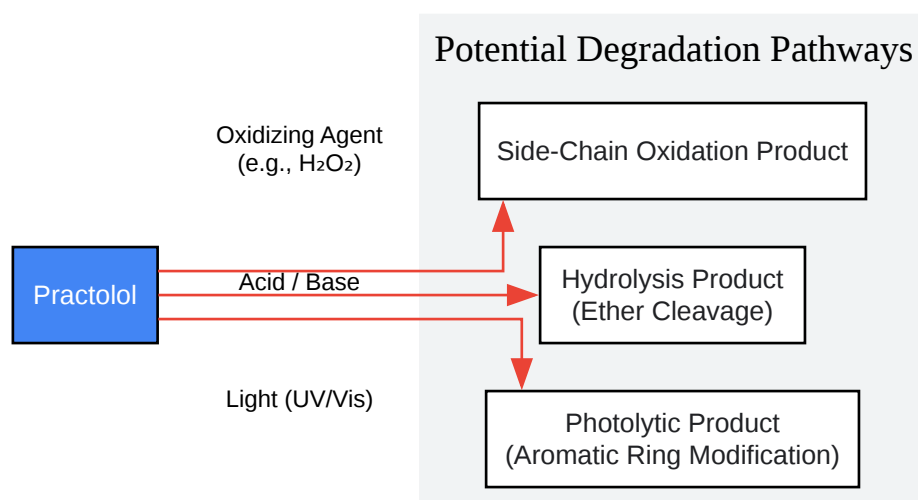 Potential Degradation Pathways
Oxidizing Agent
(e.g., H₂O₂)
Side-Chain Oxidation Product
Practolol
Acid / Base
Hydrolysis Product
(Ether Cleavage)
Light (UV/Vis)
Photolytic Product
(Aromatic Ring Modification)